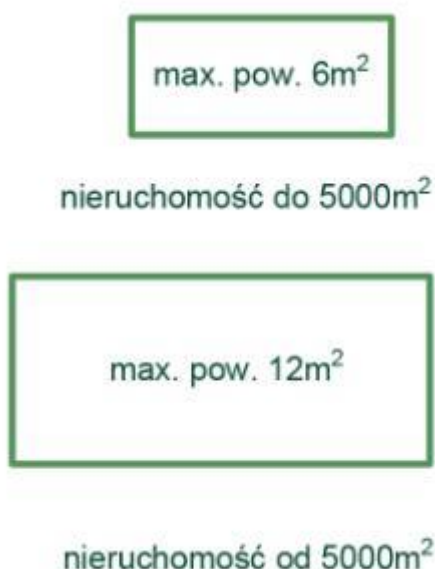 max. pow. 6m²
nieruchomość do 5000m²
max. pow. 12m²
nieruchomość od 5000m²